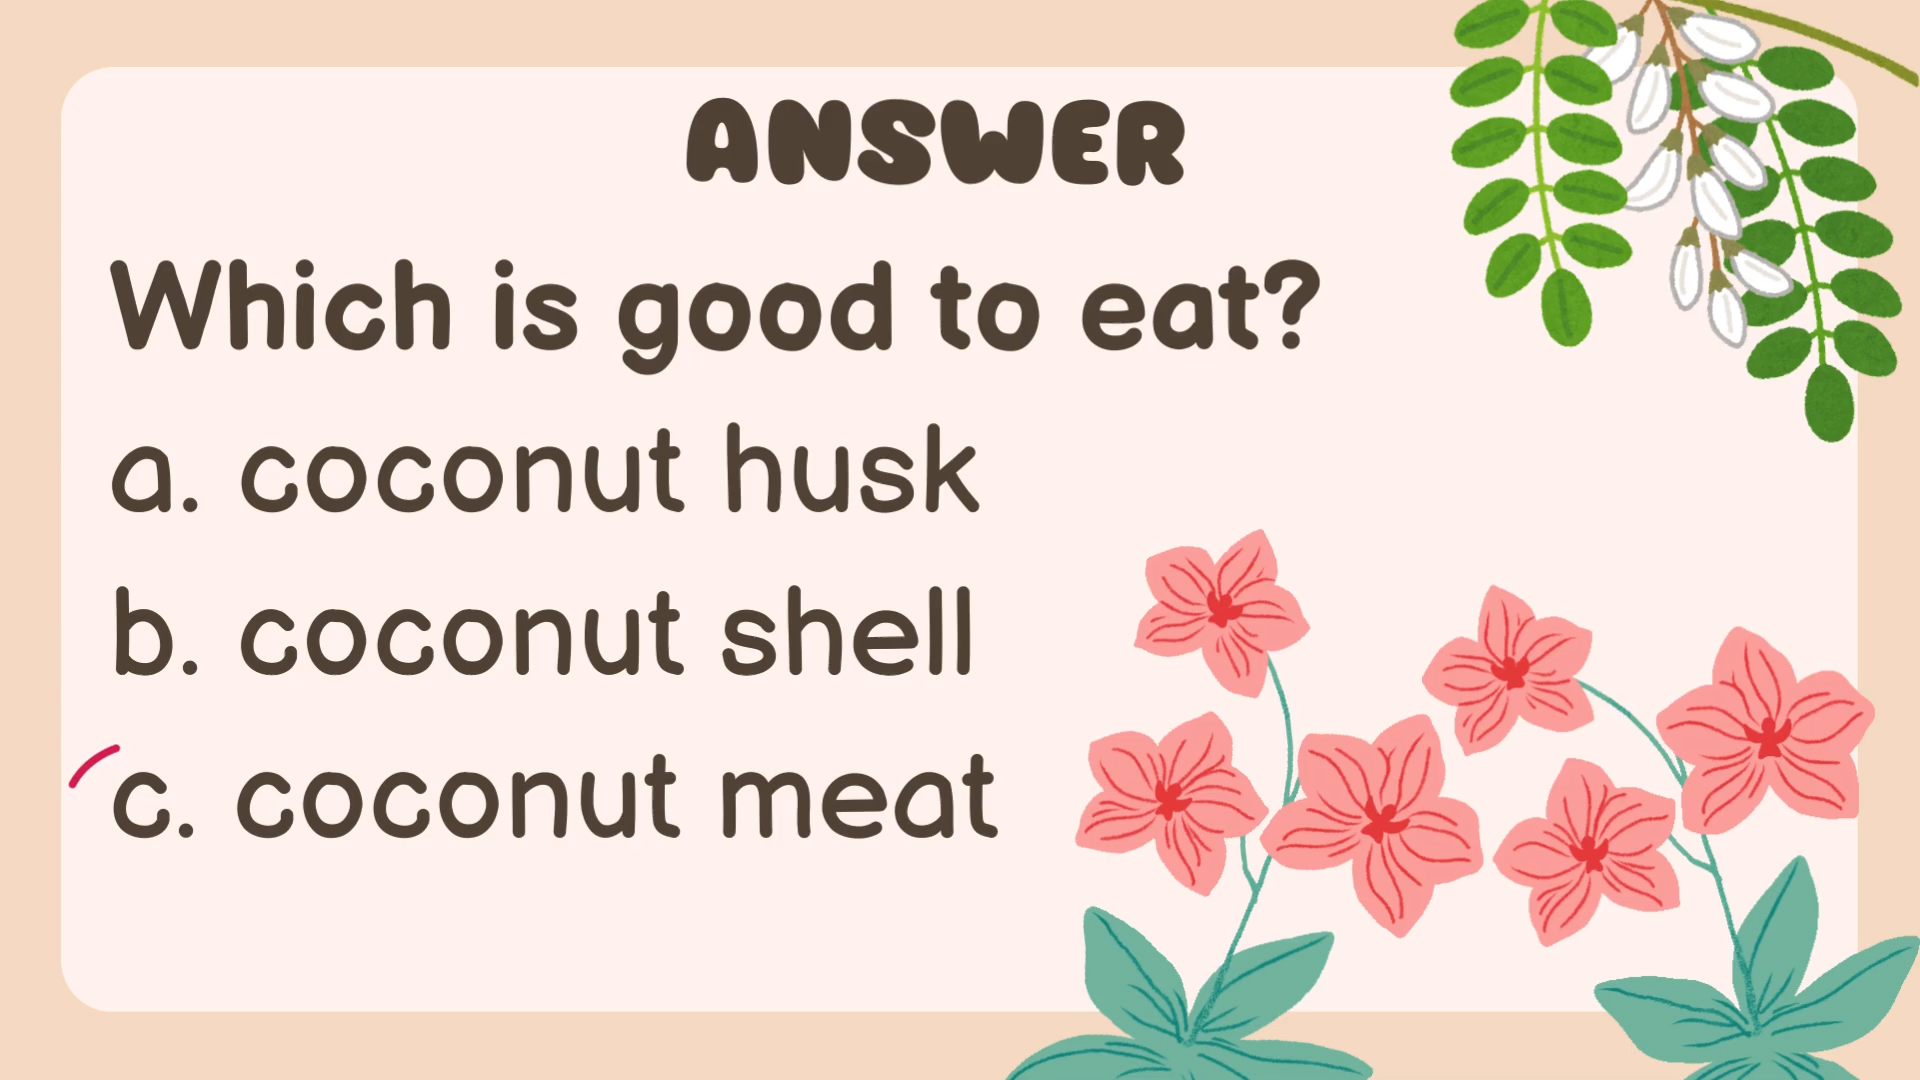 ANSWER
Which is good to eat?
a. coconut husk
b. coconut shell
c. coconut meat